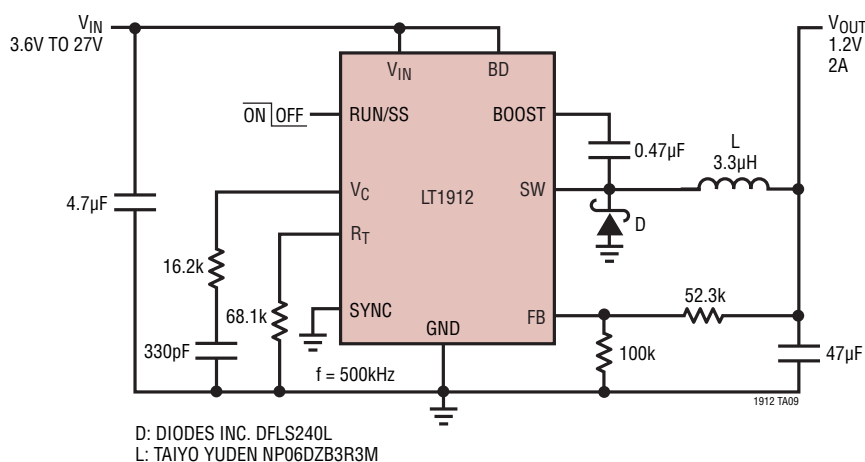 VIN
3.6V TO 27V
VOUT
1.2V
2A
VIN
BD
ON OFF
RUN/SS
BOOST
0.47µF
L
3.3µH
4.7µF
VC
LT1912
SW
D
RT
16.2k
68.1k
SYNC
FB
52.3k
GND
330pF
f = 500kHz
100k
47µF
1912 TA09
D: DIODES INC. DFLS240L
L: TAIYO YUDEN NP06DZB3R3M